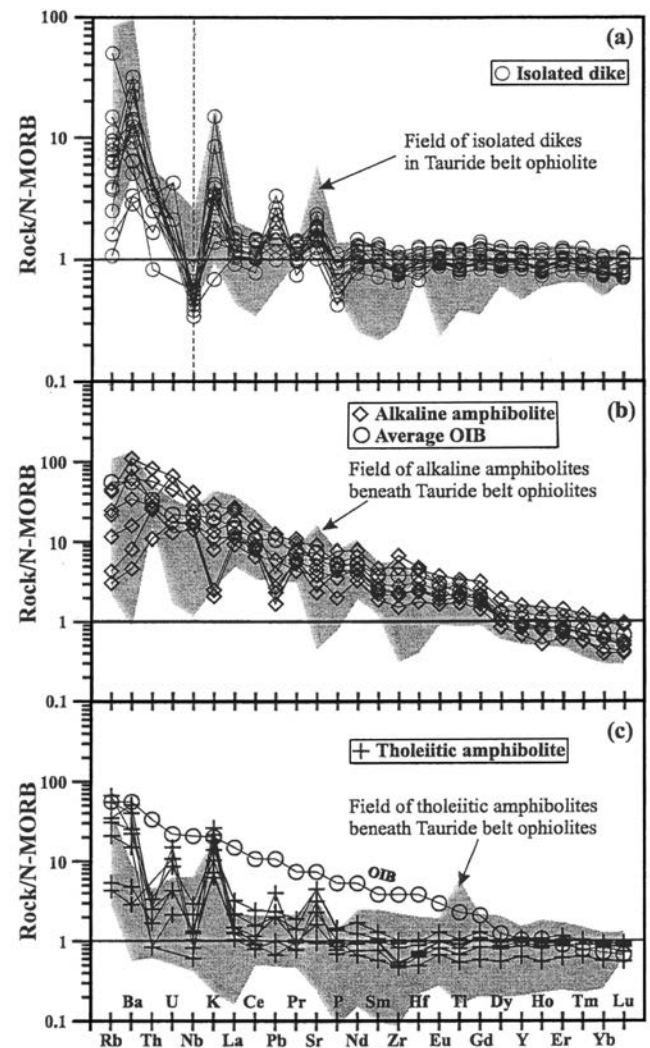 100
(a)
Isolated dike
10
Field of isolated dikes
in Tauride belt ophiolite
Rock/N-MORB
1
0.1
(b)
Alkaline amphibolite
Average OIB
100
Field of alkaline amphibolites
beneath Tauride belt ophiolites
10
Rock/N-MORB
1
0.1
(c)
Tholeiitic amphibolite
100
Field of tholeiitic amphibolites
beneath Tauride belt ophiolites
OIB
10
Rock/N-MORB
1
0.1
Ba U K Ce Pr P Sm Hf Ti Dy Ho Tm Lu
Rb Th Nb La Pb Sr Nd Zr Eu Gd Y Er Yb